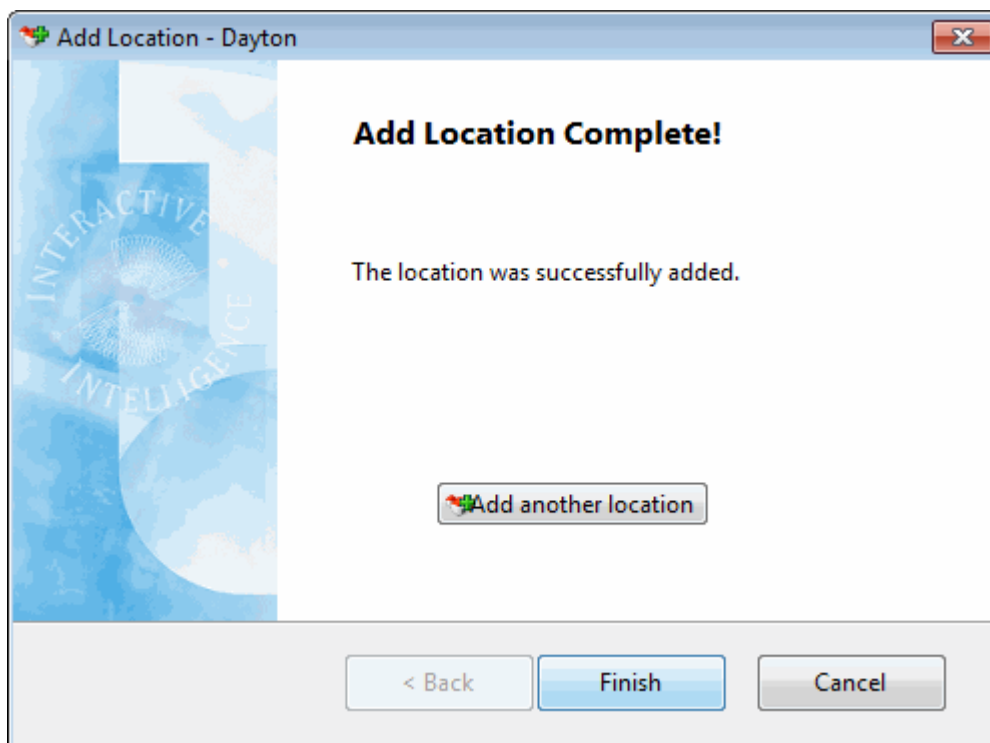 Add Location - Dayton
INTERACTIVE
INTELLIGENCE
Add Location Complete!
The location was successfully added.
Add another location
< Back
Finish
Cancel